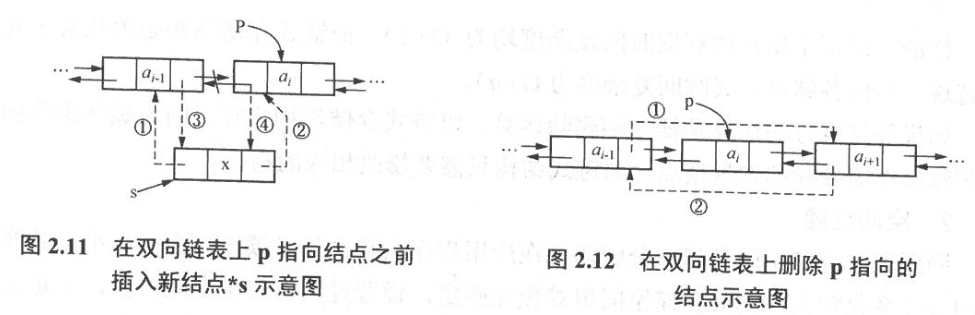 P
... a_{i-1} a_i ...
① ③ ④ ②
x
s
图 2.11 在双向链表上 p 指向结点之前
插入新结点*s 示意图
① p
... a_{i-1} a_i a_{i+1} ...
②
图 2.12 在双向链表上删除 p 指向的
结点示意图